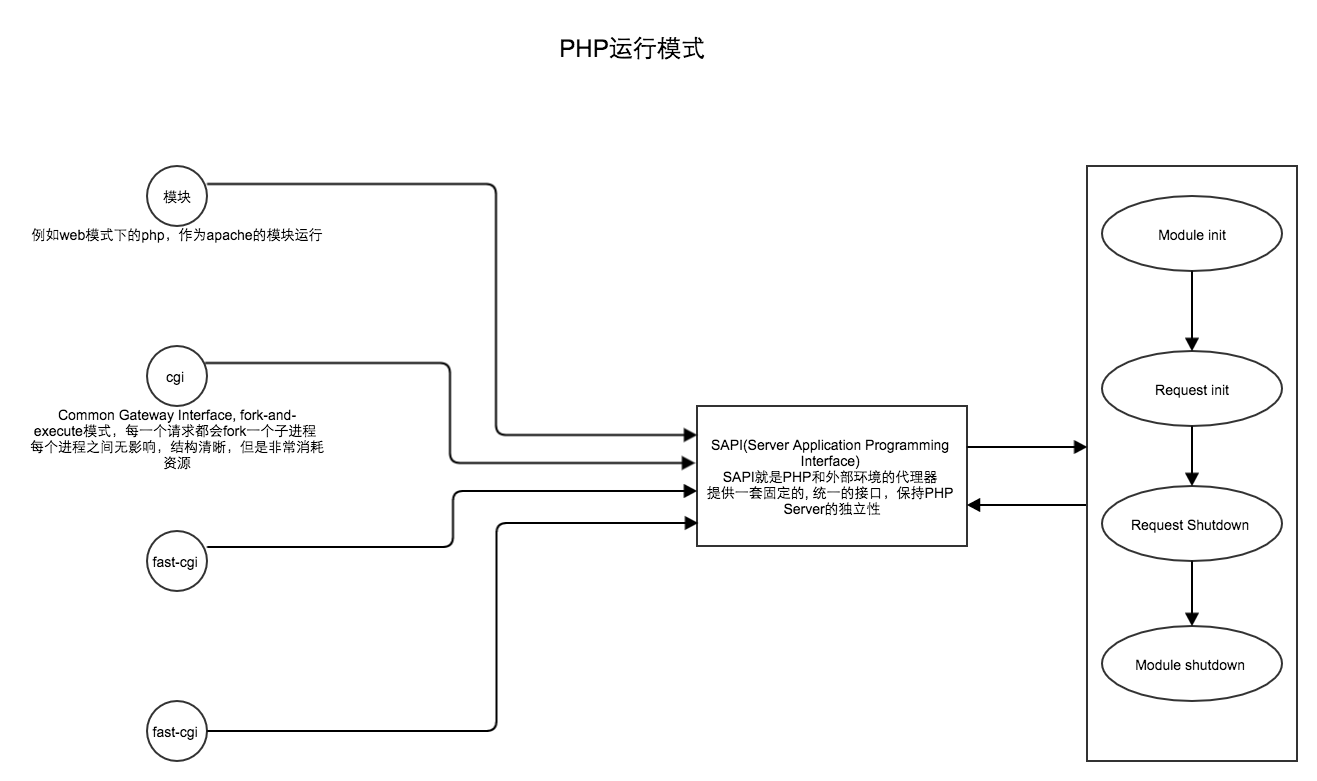 PHP运行模式
模块
例如web模式下的php，作为apache的模块运行
cgi
Common Gateway Interface, fork-and-
execute模式，每一个请求都会fork一个子进程
每个进程之间无影响，结构清晰，但是非常消耗
资源
fast-cgi
fast-cgi
SAPI(Server Application Programming
Interface)
SAPI就是PHP和外部环境的代理器
提供一套固定的, 统一的接口，保持PHP
Server的独立性
Module init
Request init
Request Shutdown
Module shutdown